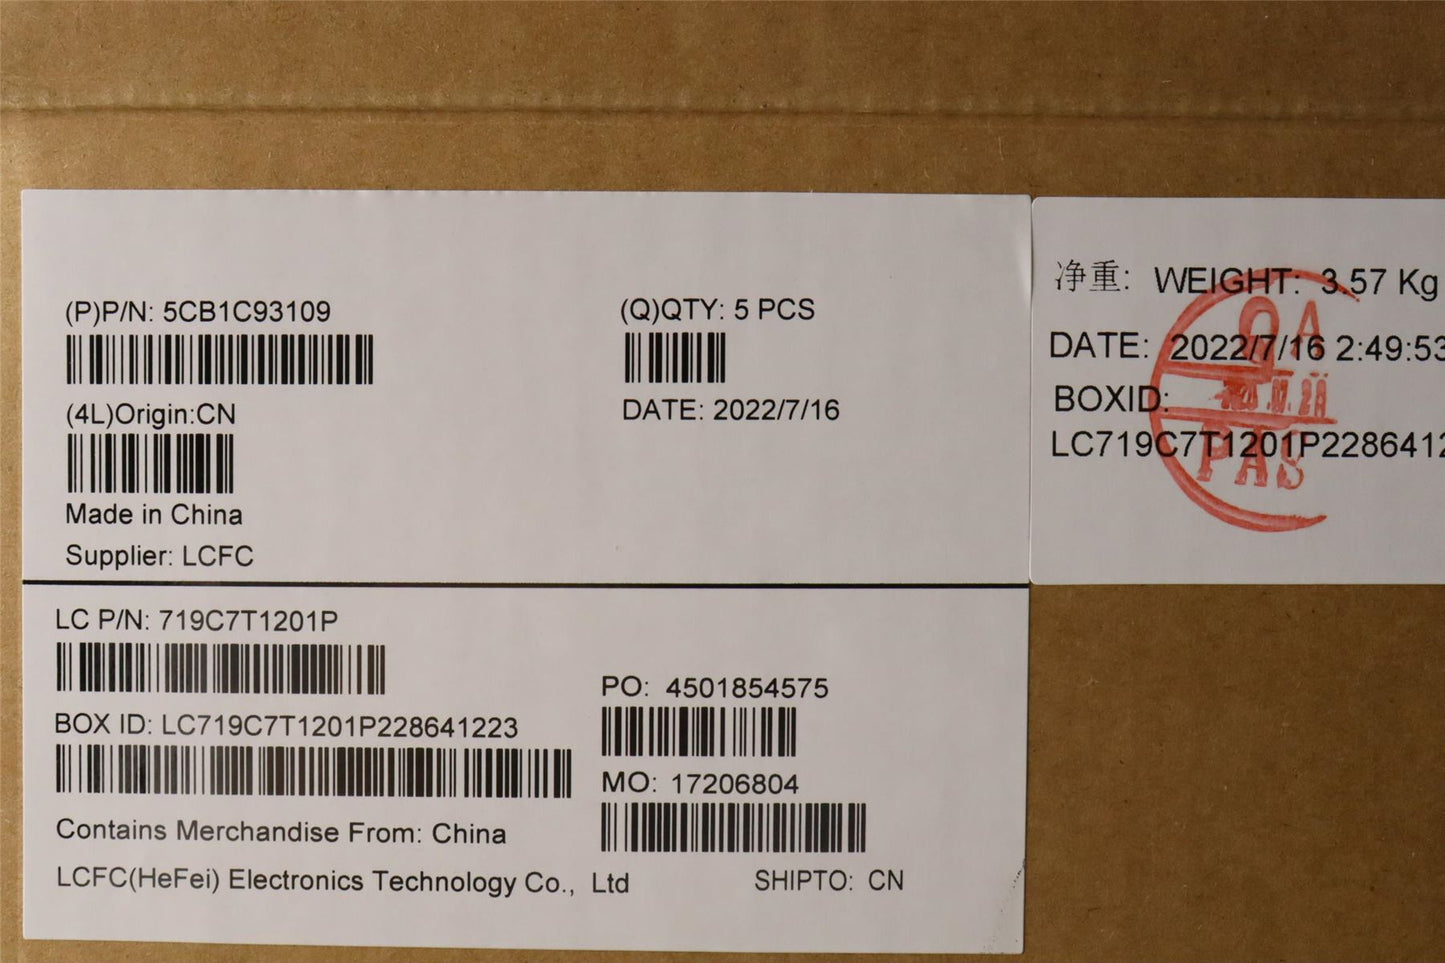 (P)P/N: 5CB1C93109
(Q)QTY: 5 PCS
(4L)Origin:CN
DATE: 2022/7/16
Made in China
Supplier: LCFC
LC P/N: 719C7T1201P
BOX ID: LC719C7T1201P228641223
PO: 4501854575
MO: 17206804
Contains Merchandise From: China
LCFC(HeFei) Electronics Technology Co., Ltd
SHIPTO: CN
净重: WEIGHT: 3.57 Kg
DATE: 2022/7/16 2:49:53
BOXID:
LC719C7T1201P2286412
QA
PAS